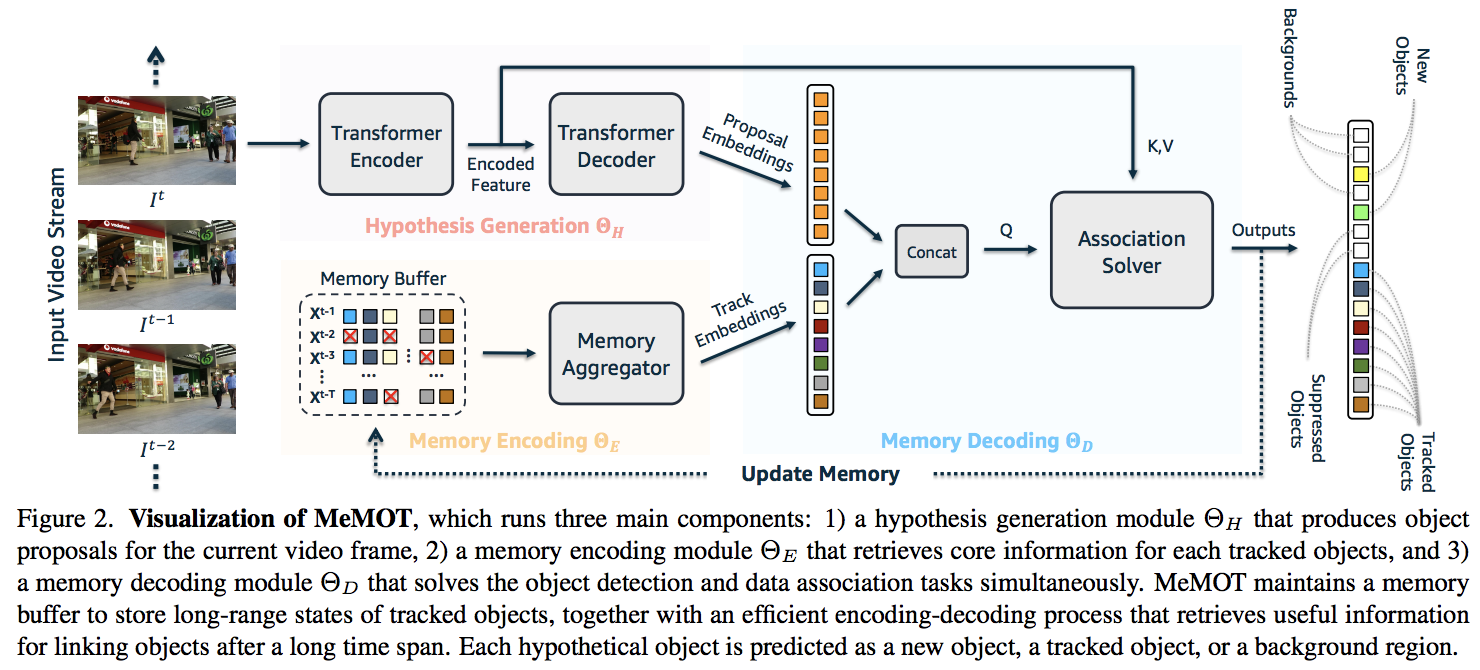 Input Video Stream
I^t
I^{t-1}
I^{t-2}
Transformer
Encoder
Encoded
Feature
Transformer
Decoder
Hypothesis Generation Θ_H
Proposal
Embeddings
Memory Buffer
X^{t-1}
X^{t-2}
X^{t-3}
⋮
...
...
X^{t-T}
Memory
Aggregator
Memory Encoding Θ_E
Track
Embeddings
Concat
Q
K,V
Association
Solver
Memory Decoding Θ_D
Outputs
Update Memory
Backgrounds
New
Objects
Suppressed
Objects
Tracked
Objects
Figure 2. Visualization of MeMOT, which runs three main components: 1) a hypothesis generation module Θ_H that produces object
proposals for the current video frame, 2) a memory encoding module Θ_E that retrieves core information for each tracked objects, and 3)
a memory decoding module Θ_D that solves the object detection and data association tasks simultaneously. MeMOT maintains a memory
buffer to store long-range states of tracked objects, together with an efficient encoding-decoding process that retrieves useful information
for linking objects after a long time span. Each hypothetical object is predicted as a new object, a tracked object, or a background region.